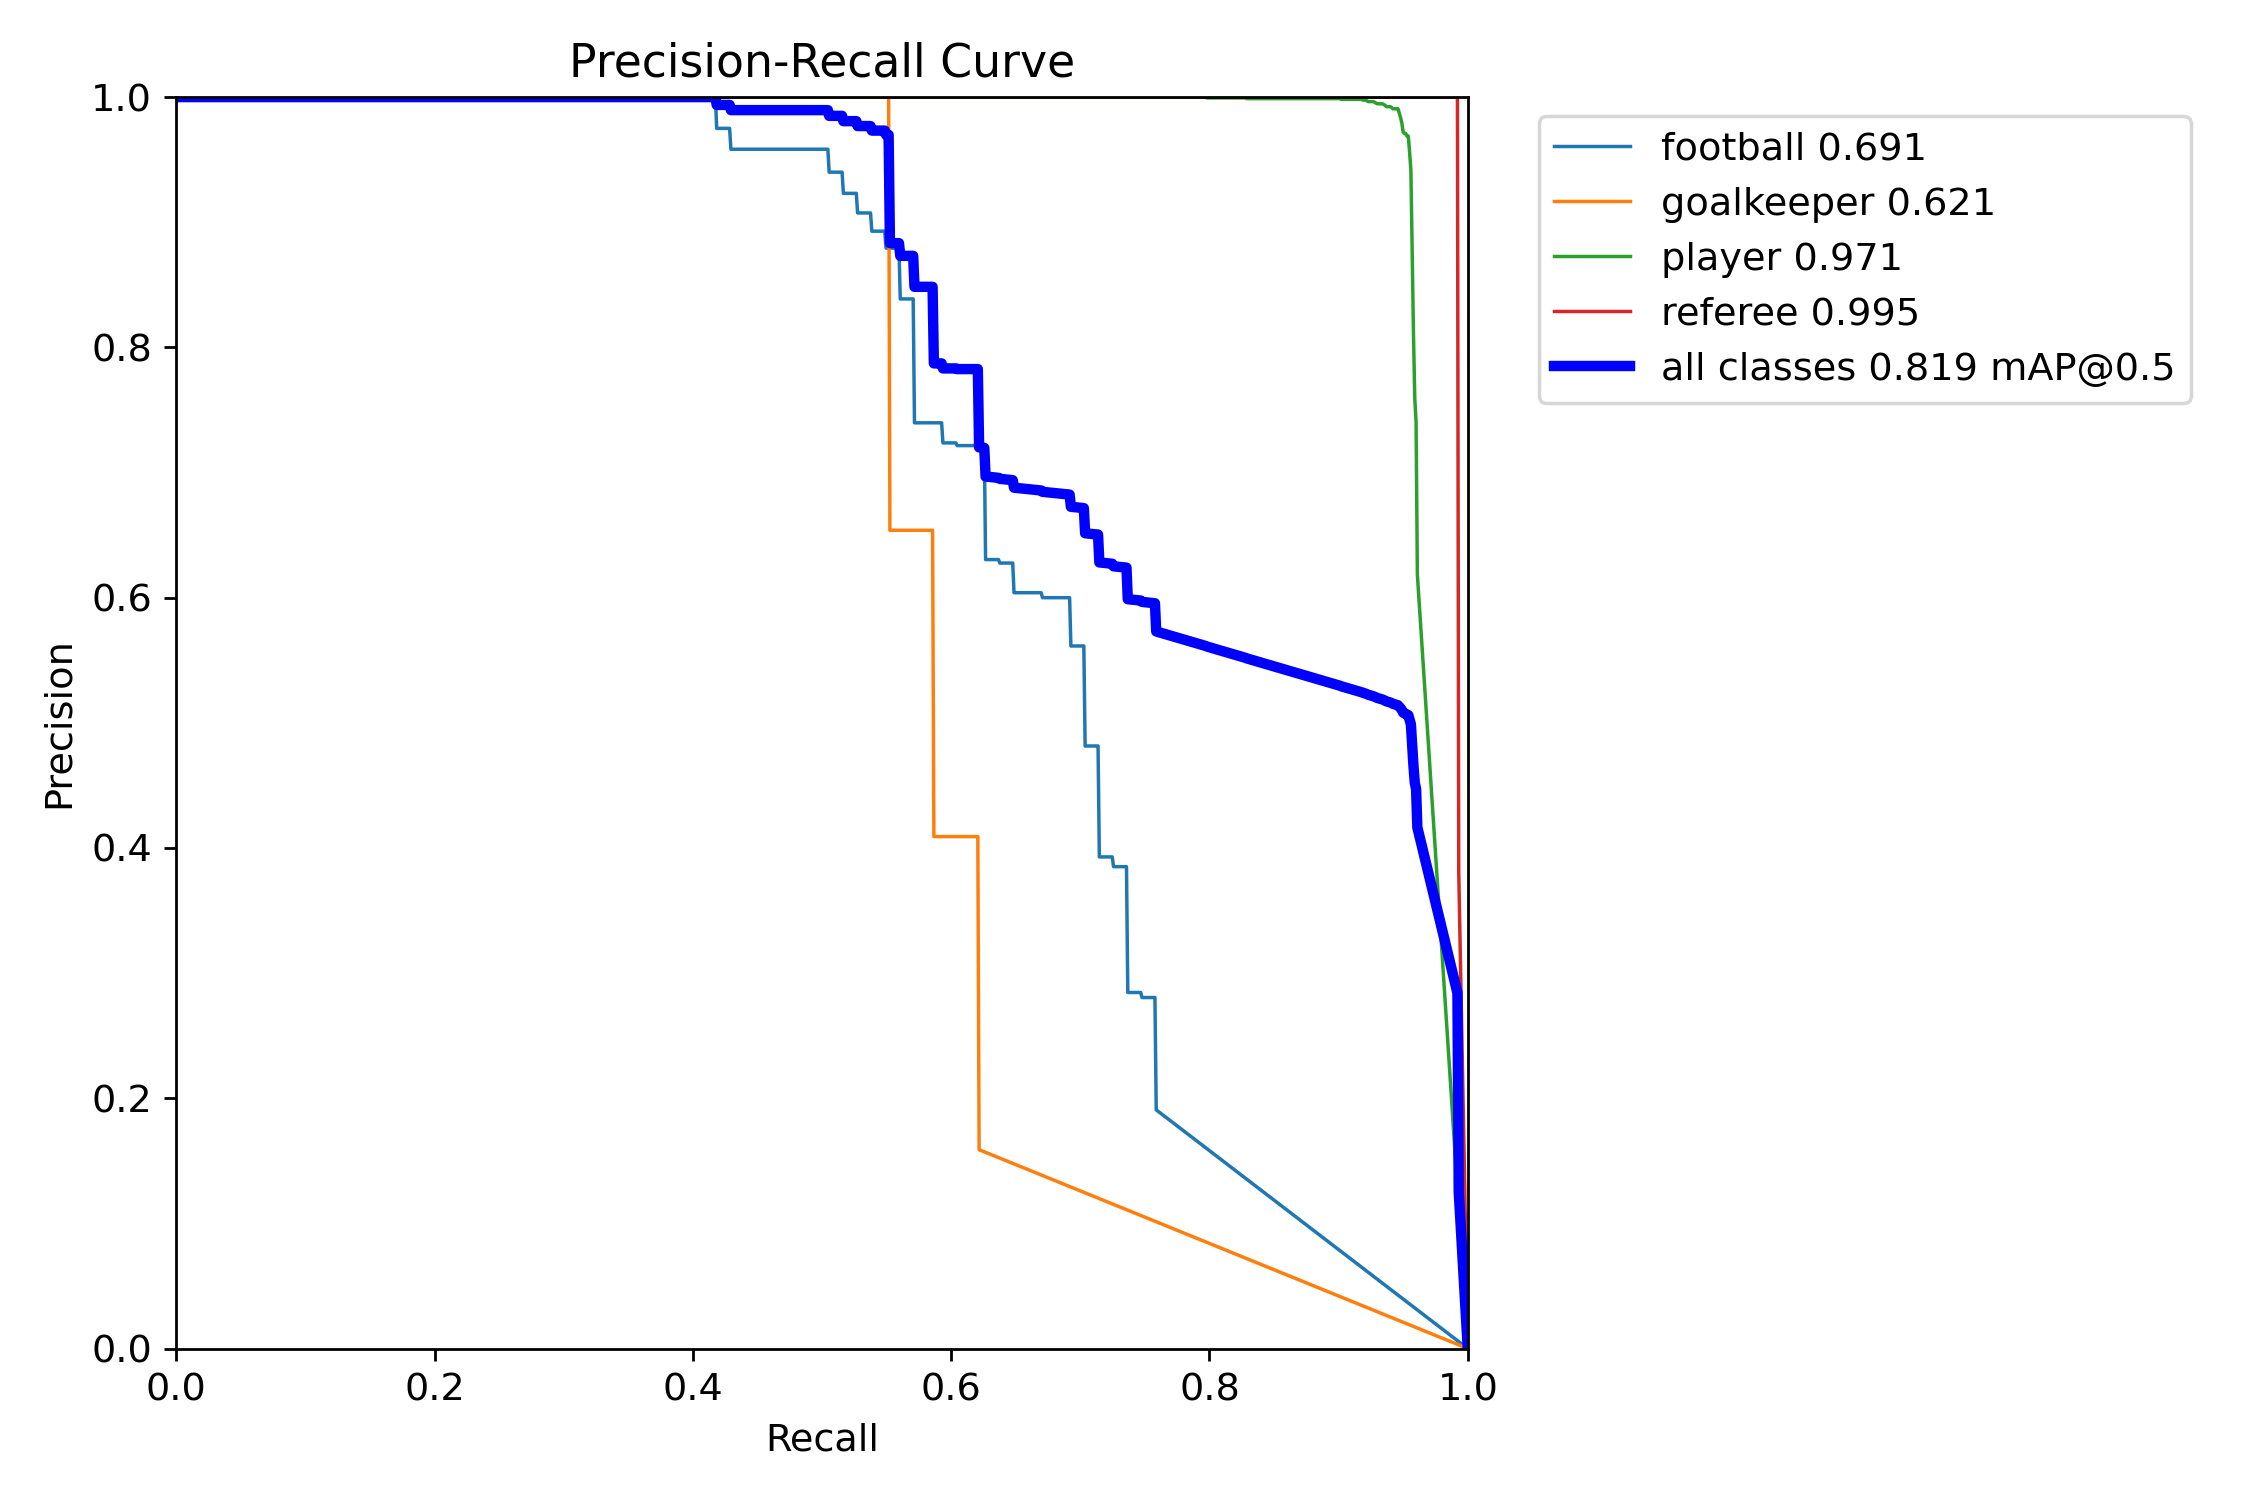 Precision-Recall Curve
1.0
0.8
0.6
0.4
0.2
0.0
Precision
0.0 0.2 0.4 0.6 0.8 1.0
Recall
football 0.691
goalkeeper 0.621
player 0.971
referee 0.995
all classes 0.819 mAP@0.5